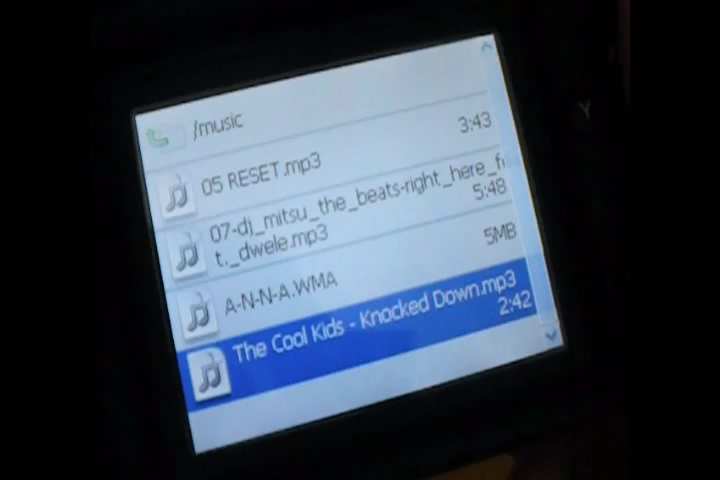 /music
05 RESET.mp3
3:43
07-dj_mitsu_the_beats-right_here_f
t._dwele.mp3
5:48
A-N-N-A.WMA
5MB
The Cool Kids - Knocked Down.mp3
2:42
Y